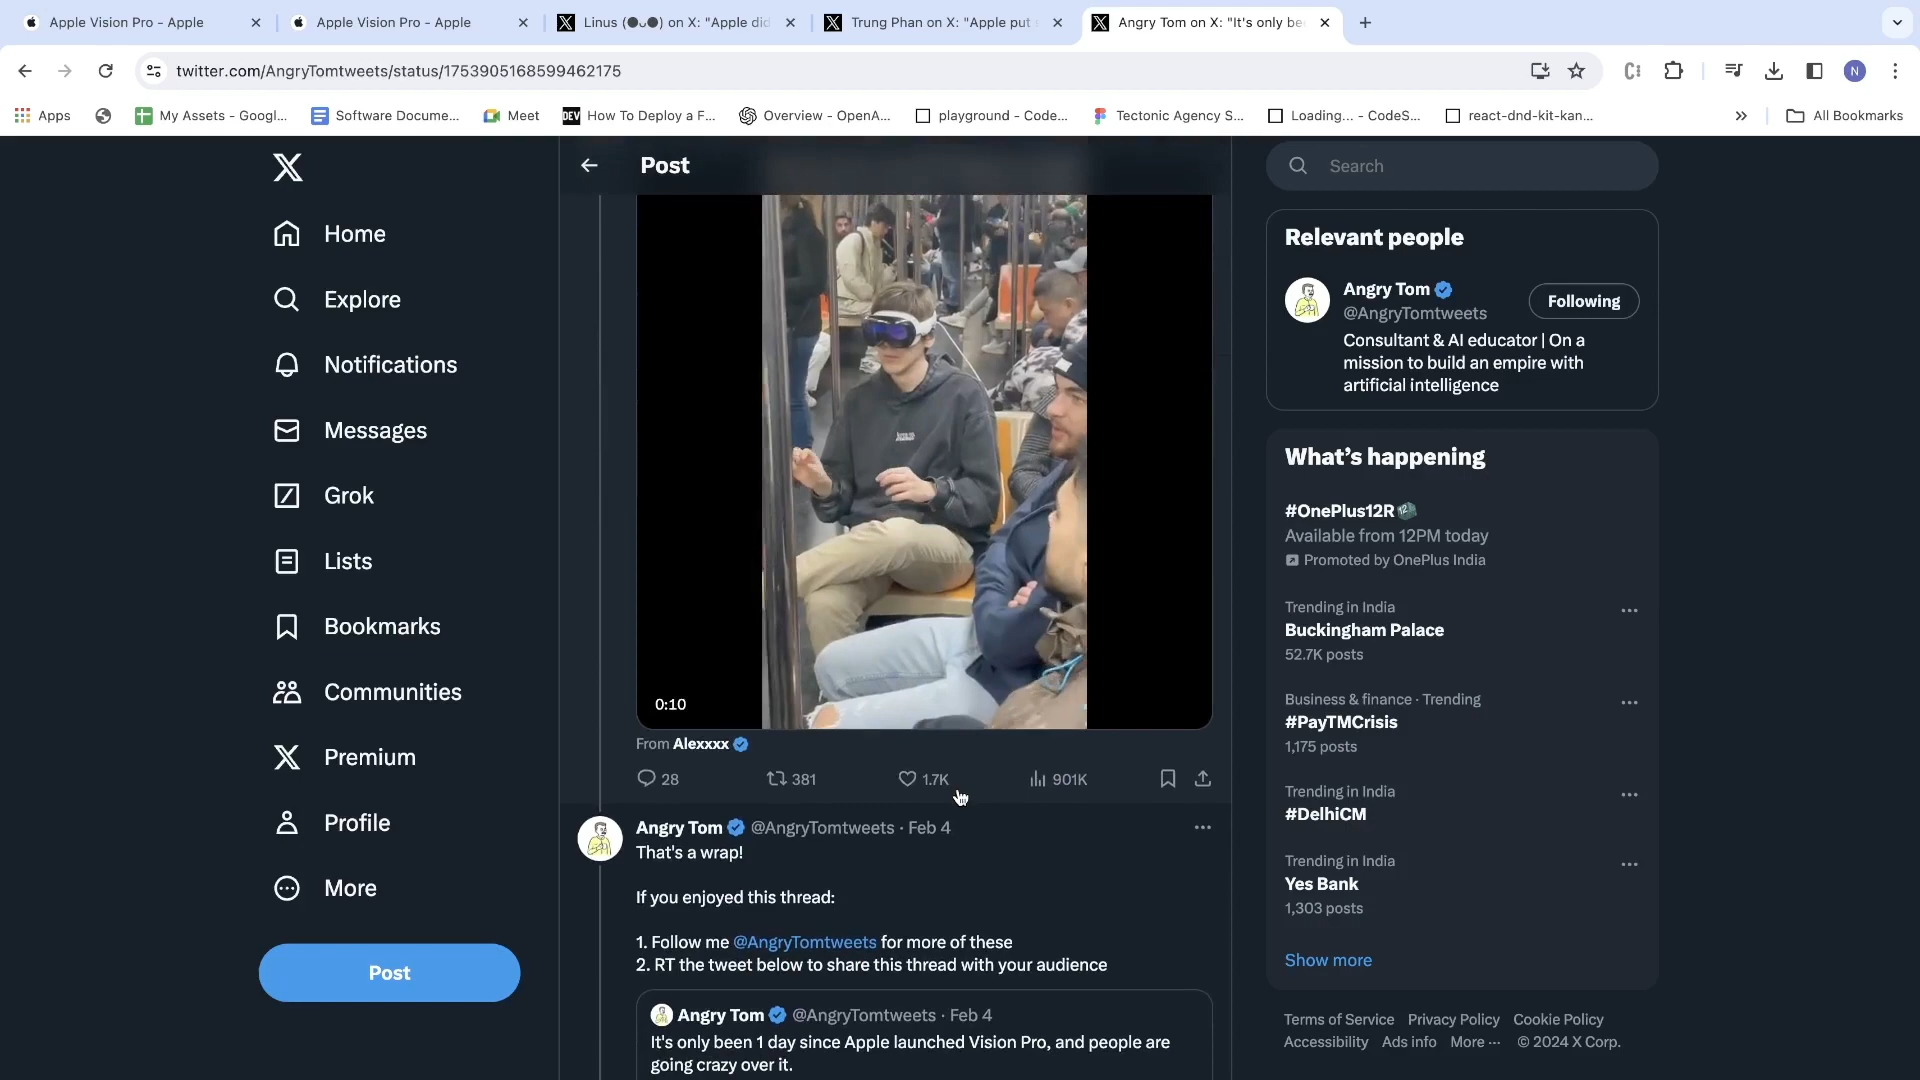 Apple Vision Pro - Apple
Apple Vision Pro - Apple
Linus (●ᴗ●) on X: "Apple did
Trung Phan on X: "Apple put
Angry Tom on X: "It's only be
twitter.com/AngryTomtweets/status/1753905168599462175
N
Apps
My Assets - Googl...
Software Docume...
Meet
DEV
How To Deploy a F...
Overview - OpenA...
playground - Code...
Tectonic Agency S...
Loading... - CodeS...
react-dnd-kit-kan...
All Bookmarks
Home
Explore
Notifications
Messages
Grok
Lists
Bookmarks
Communities
Premium
Profile
More
Post
Post
0:10
From Alexxxx
28 381 1.7K 901K
Angry Tom @AngryTomtweets · Feb 4
That's a wrap!
If you enjoyed this thread:
1. Follow me @AngryTomtweets for more of these
2. RT the tweet below to share this thread with your audience
Angry Tom @AngryTomtweets · Feb 4
It's only been 1 day since Apple launched Vision Pro, and people are
going crazy over it.
Search
Relevant people
Angry Tom
@AngryTomtweets
Following
Consultant & AI educator | On a
mission to build an empire with
artificial intelligence
What's happening
#OnePlus12R
Available from 12PM today
Promoted by OnePlus India
Trending in India
Buckingham Palace
52.7K posts
Business & finance · Trending
#PayTMCrisis
1,175 posts
Trending in India
#DelhiCM
Trending in India
Yes Bank
1,303 posts
Show more
Terms of Service Privacy Policy Cookie Policy
Accessibility Ads info More ··· © 2024 X Corp.